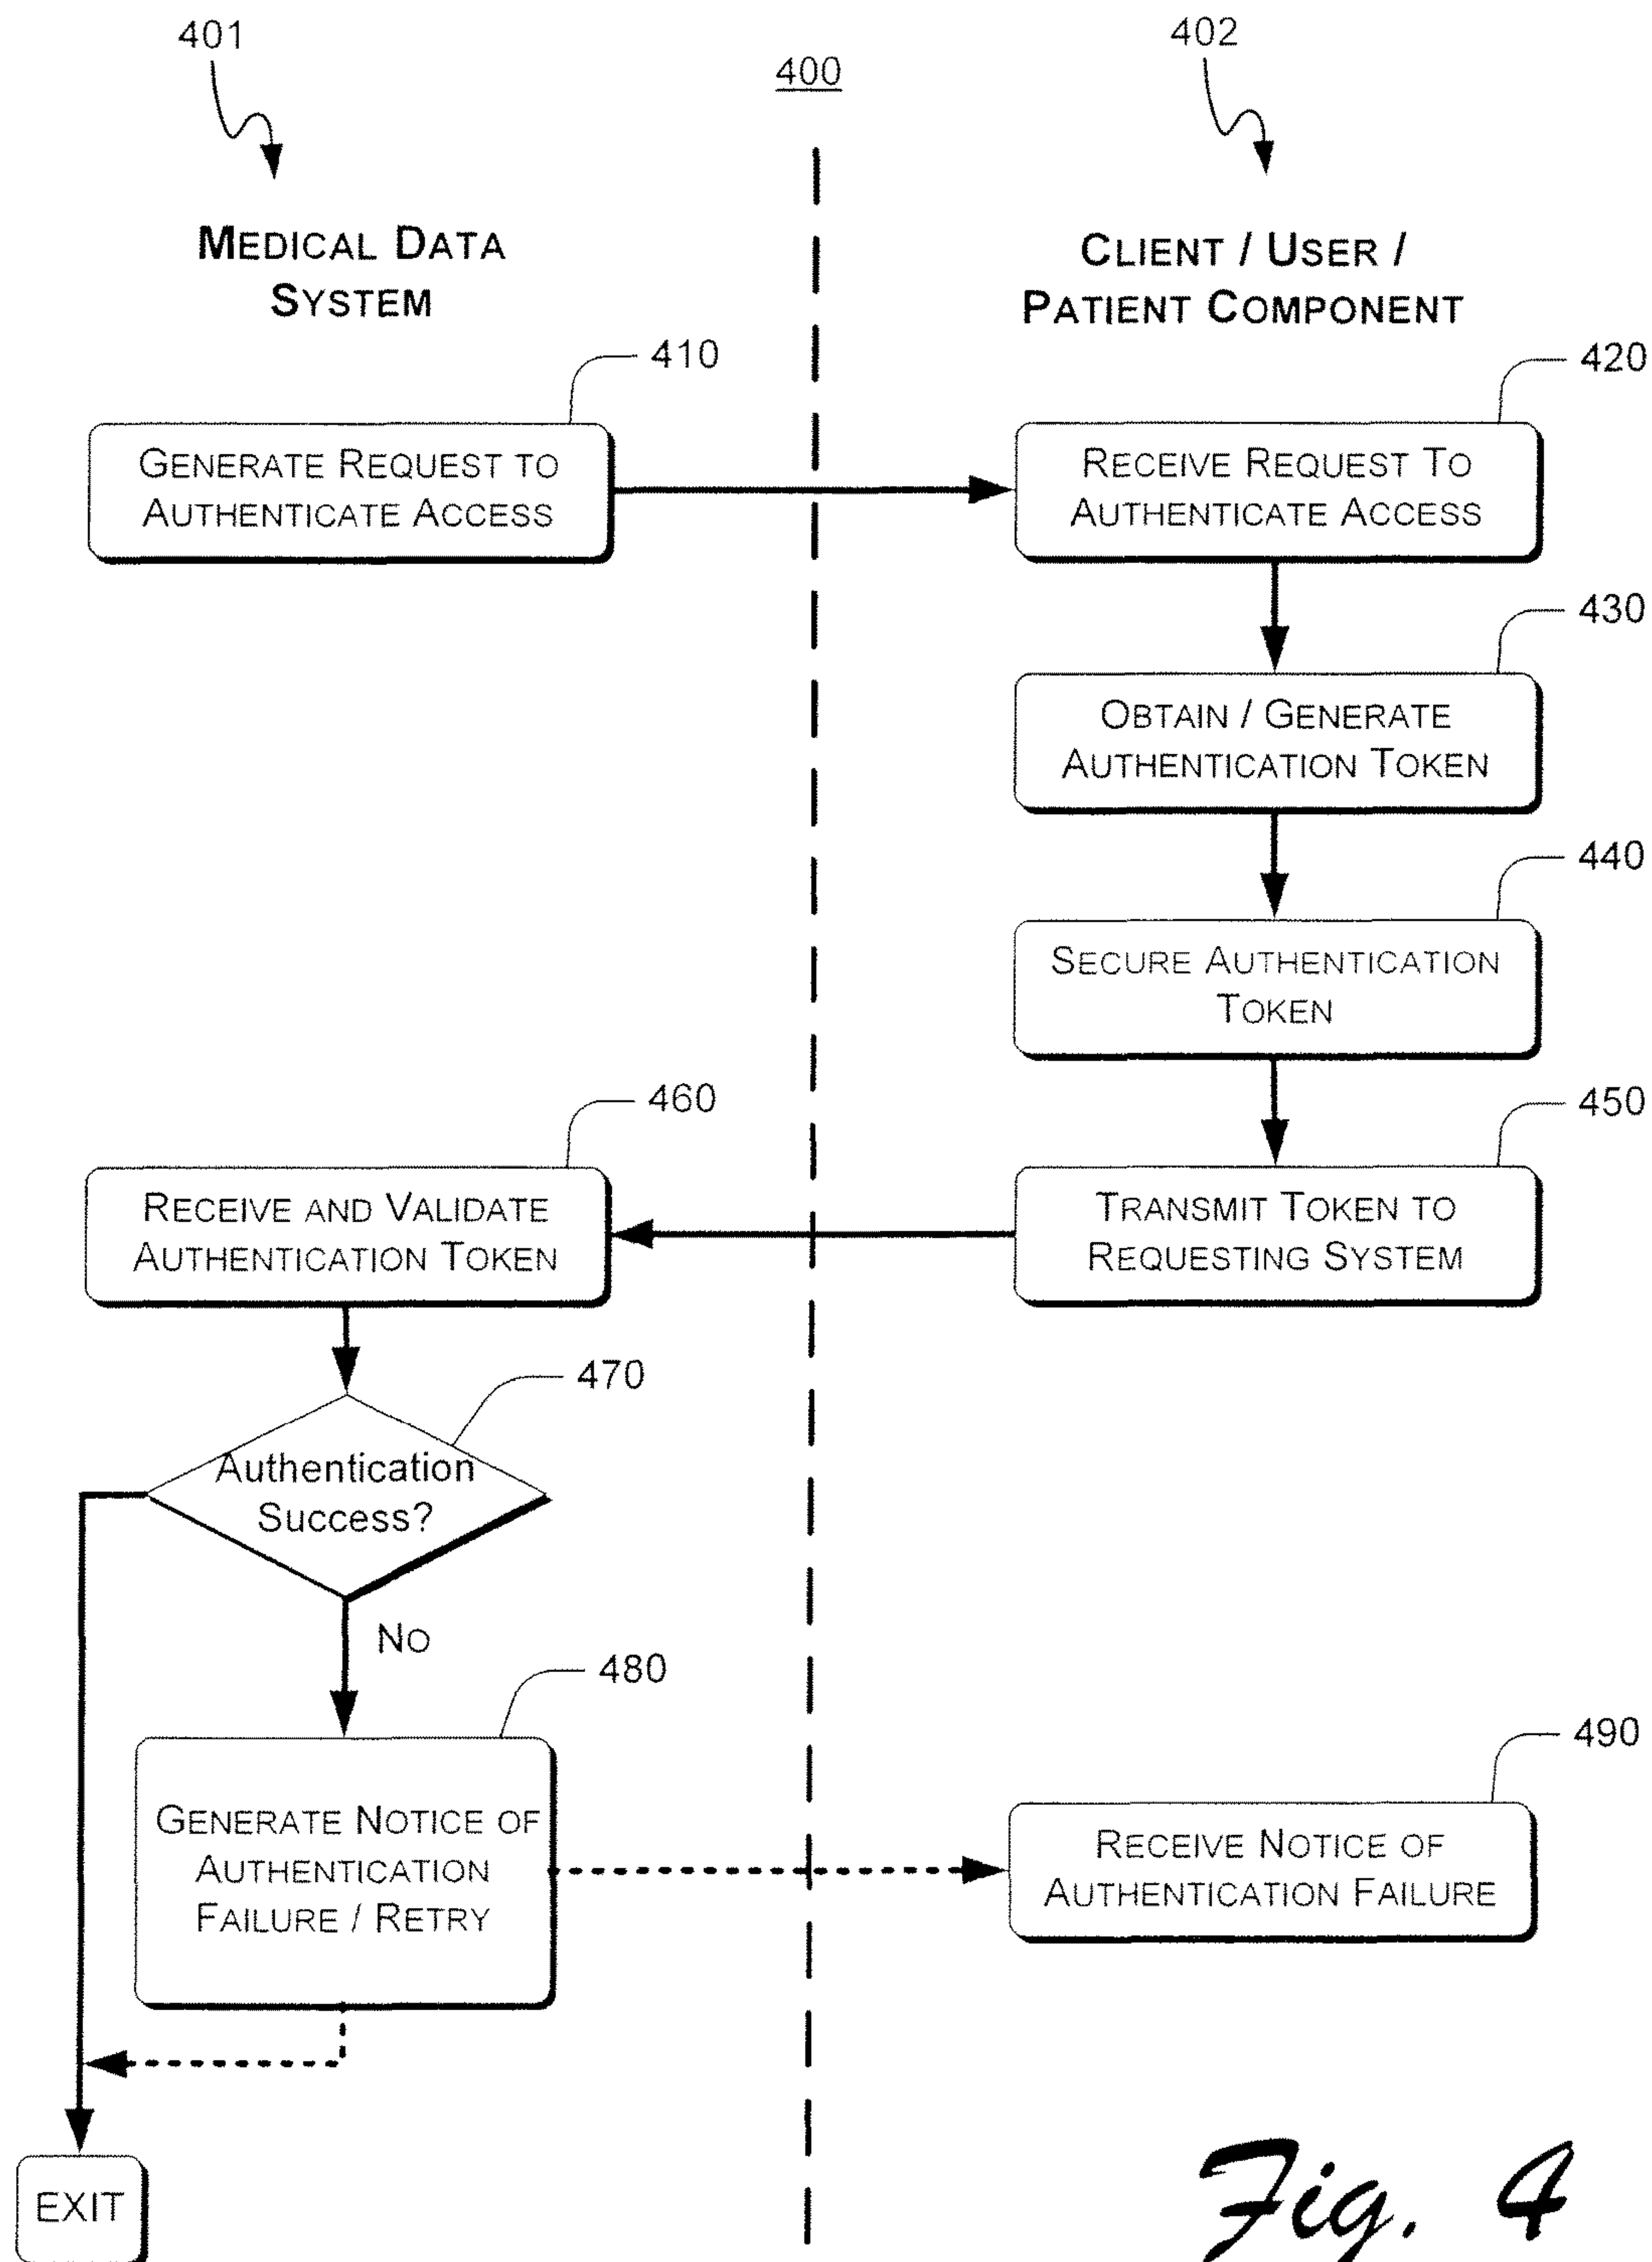 401
400
402
MEDICAL DATA
SYSTEM
CLIENT / USER /
PATIENT COMPONENT
410
GENERATE REQUEST TO
AUTHENTICATE ACCESS
420
RECEIVE REQUEST TO
AUTHENTICATE ACCESS
430
OBTAIN / GENERATE
AUTHENTICATION TOKEN
440
SECURE AUTHENTICATION
TOKEN
450
TRANSMIT TOKEN TO
REQUESTING SYSTEM
460
RECEIVE AND VALIDATE
AUTHENTICATION TOKEN
470
Authentication
Success?
NO
480
GENERATE NOTICE OF
AUTHENTICATION
FAILURE / RETRY
490
RECEIVE NOTICE OF
AUTHENTICATION FAILURE
EXIT
Fig. 4